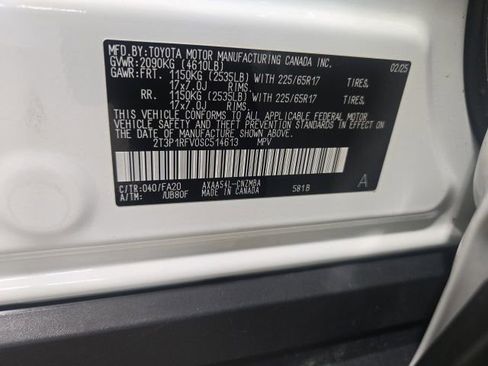 MFD.BY:TOYOTA MOTOR MANUFACTURING CANADA INC. 02/25
GVWR:2090KG (4610LB)
GAWR:FRT. 1150KG (2535LB) WITH 225/65R17 TIRES,
17x7.0J RIMS.
RR. 1150KG (2535LB) WITH 225/65R17 TIRES,
17x7.0J RIMS.
THIS VEHICLE CONFORMS TO ALL APPLICABLE FEDERAL MOTOR
VEHICLE SAFETY AND THEFT PREVENTION STANDARDS IN EFFECT ON
THE DATE OF MANUFACTURE SHOWN ABOVE.
2T3P1RFV0SC514613 MPV
C/TR:040/FA20 AXAA54L-CNZMBA 581B A
A/TM: /UB80F MADE IN CANADA